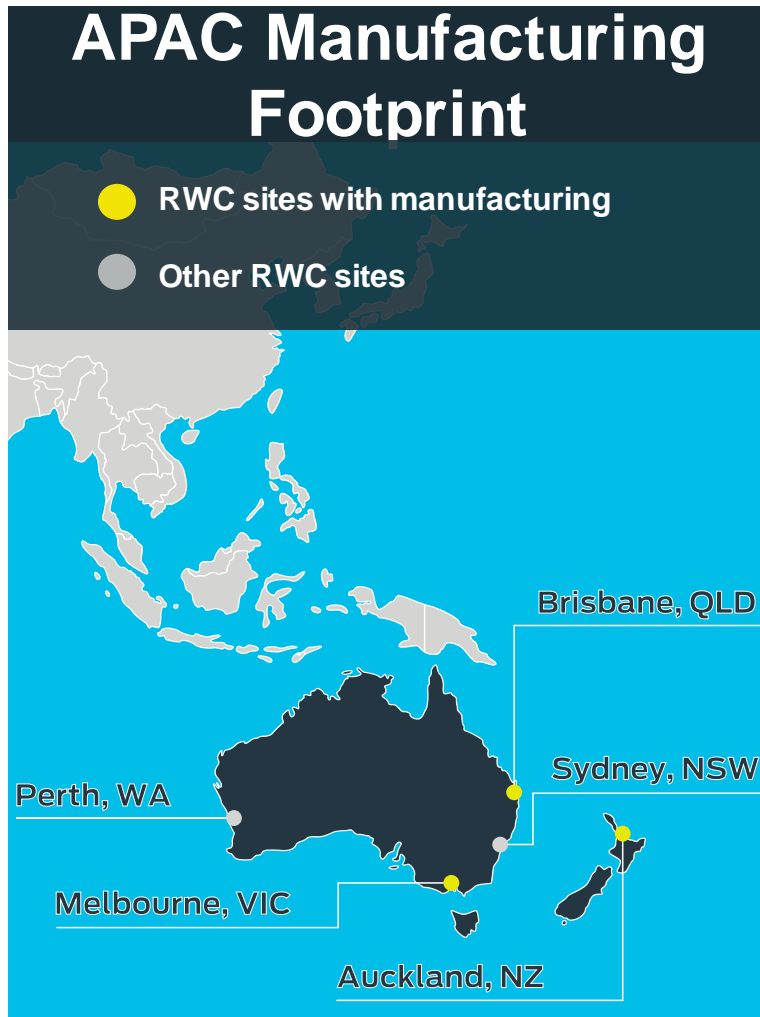 APAC Manufacturing
Footprint
RWC sites with manufacturing
Other RWC sites
Brisbane, QLD
Sydney, NSW
Perth, WA
Melbourne, VIC
Auckland, NZ